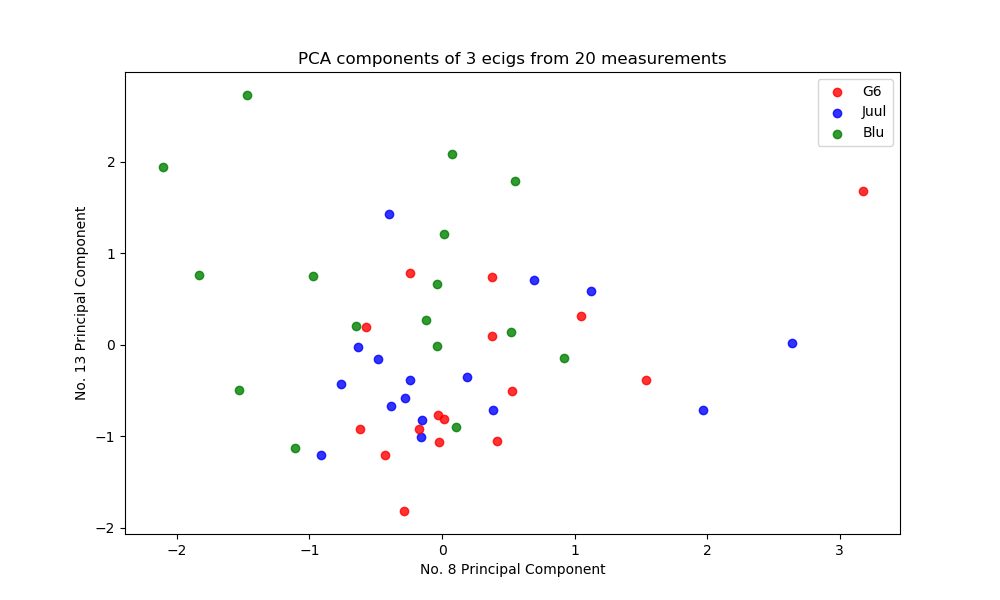 PCA components of 3 ecigs from 20 measurements
G6
Juul
Blu
2
1
0
−1
−2
No. 13 Principal Component
−2
−1
0
1
2
3
No. 8 Principal Component